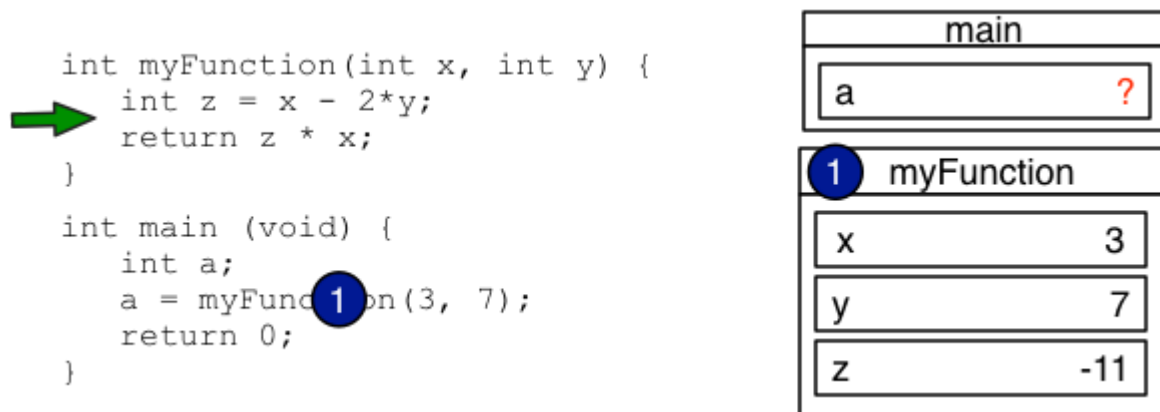 int myFunction(int x, int y) {
int z = x - 2*y;
return z * x;
}
int main (void) {
int a;
a = myFunc 1 on(3, 7);
return 0;
}
main
a ?
1 myFunction
x 3
y 7
z -11